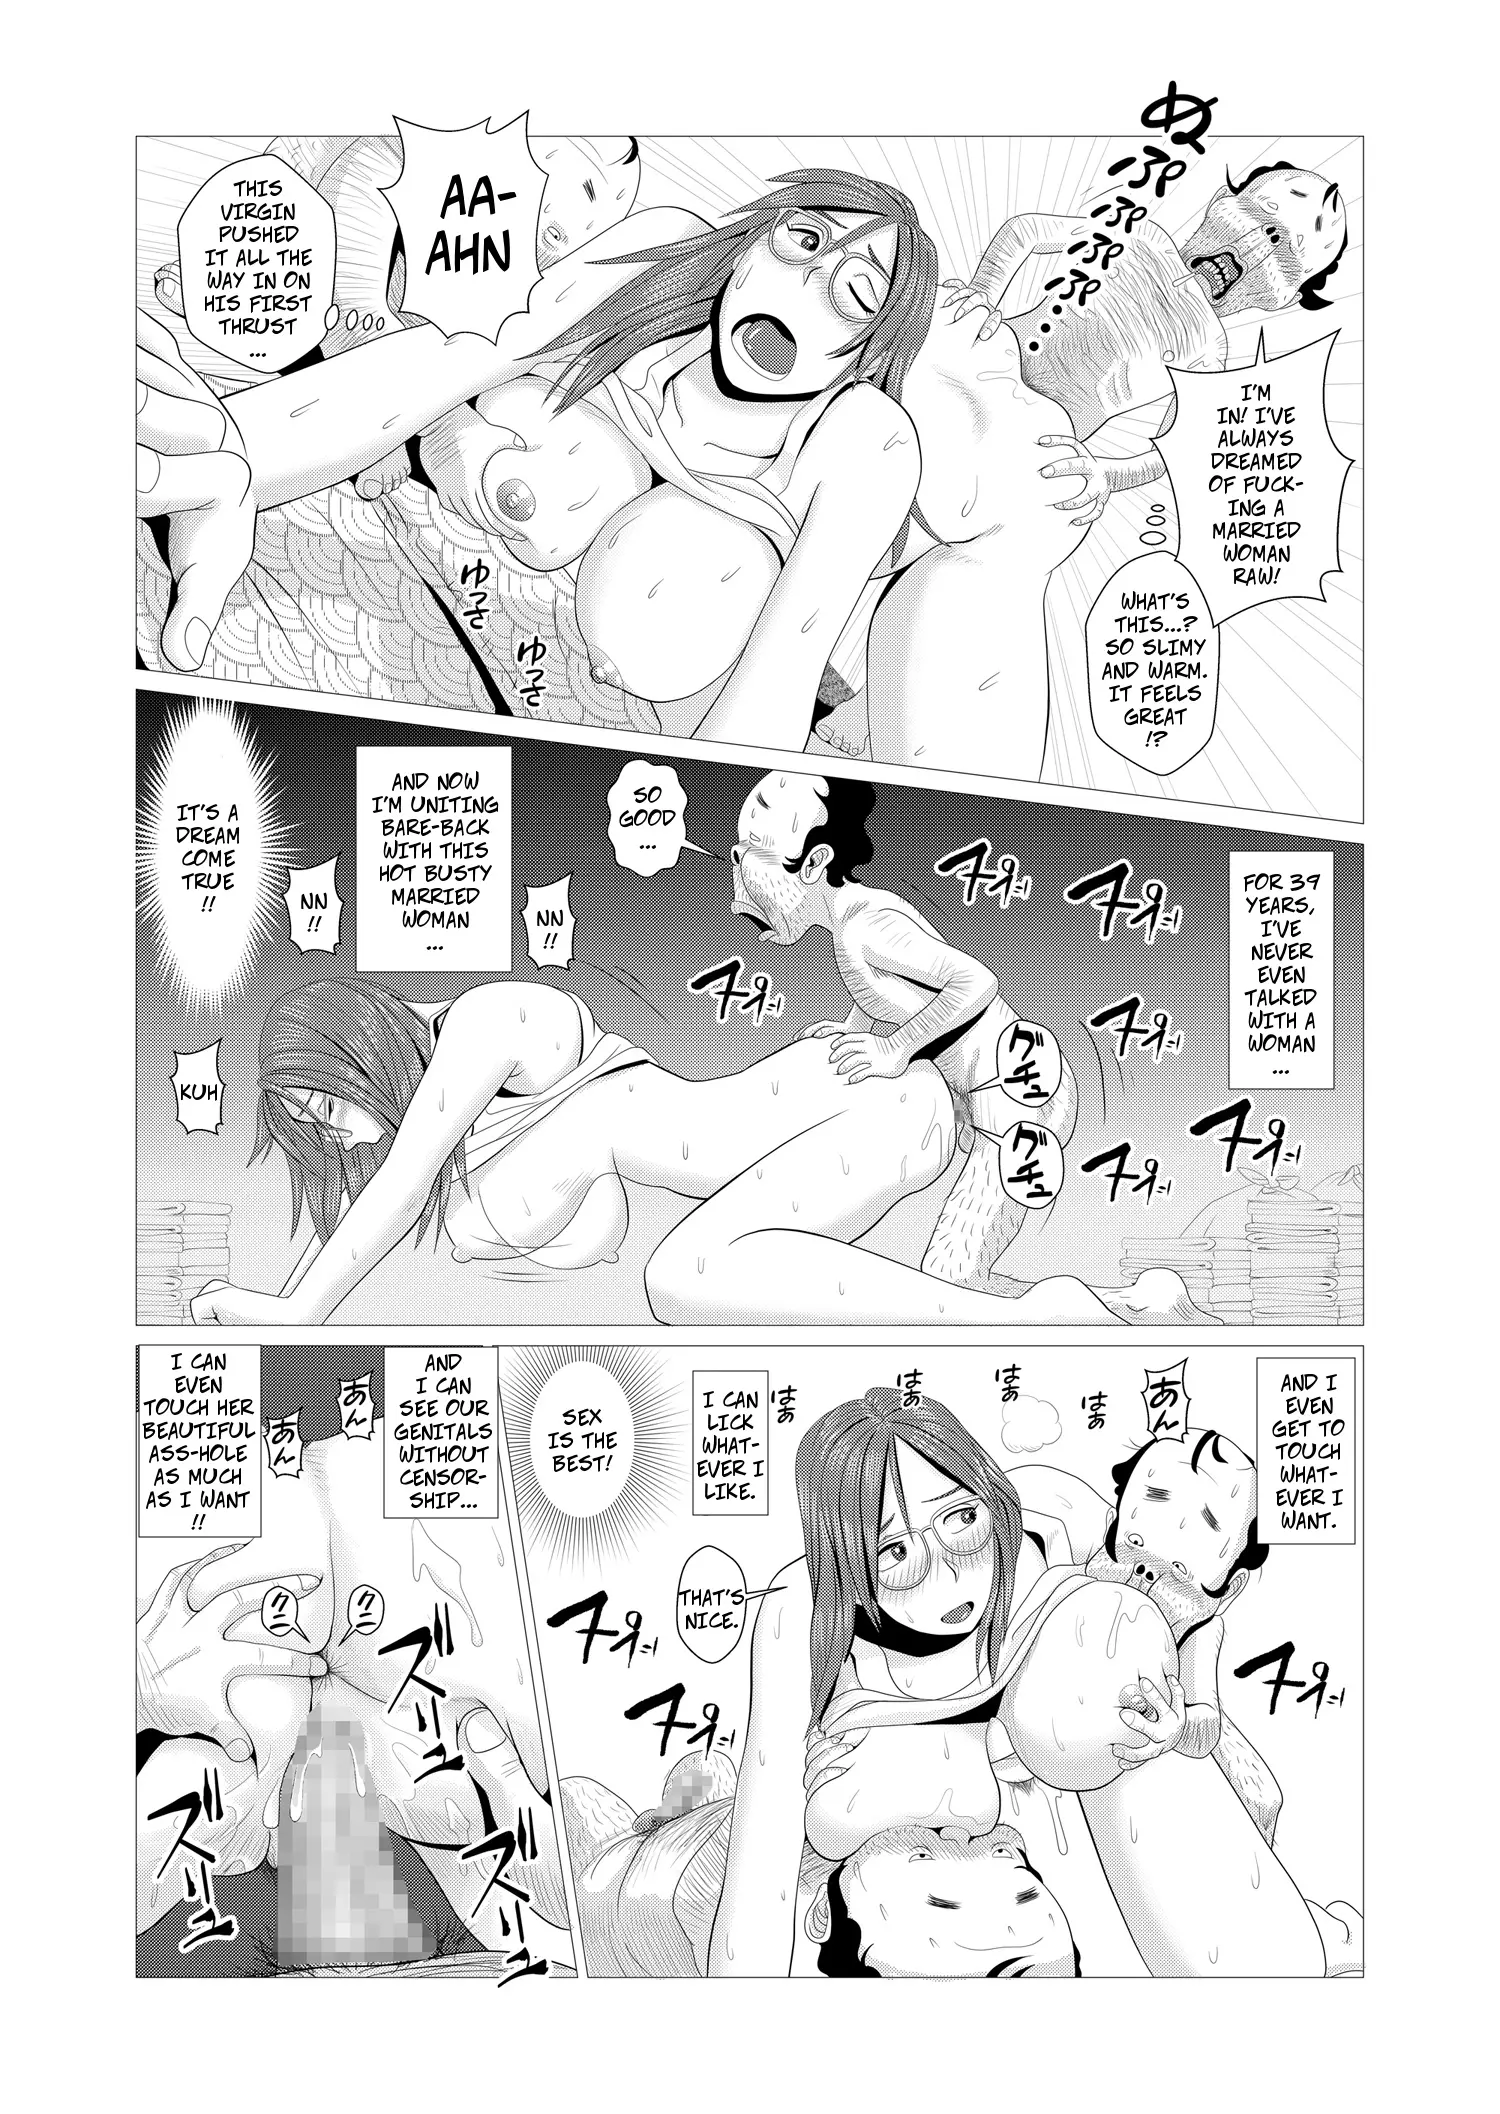 ぬぷぷぷぷ…
I'M
IN! I'VE
ALWAYS
DREAMED
OF FUCK-
ING A
MARRIED
WOMAN
RAW!
WHAT'S
THIS...?
SO SLIMY
AND WARM.
IT FEELS
GREAT
!?
AA-
AHN
THIS
VIRGIN
PUSHED
IT ALL THE
WAY IN ON
HIS FIRST
THRUST
...
ゆっさ
ゆっさ
FOR 39
YEARS,
I'VE
NEVER
EVEN
TALKED
WITH A
WOMAN
...
SO
GOOD
...
AND NOW
I'M UNITING
BARE-BACK
WITH THIS
HOT BUSTY
MARRIED
WOMAN
...
NN
!!
NN
!!
IT'S A
DREAM
COME
TRUE
!!
KUH
グチュ
グチュ
AND I
EVEN
GET TO
TOUCH
WHAT-
EVER I
WANT.
あん
はぁ
はぁ
はぁ
はぁ
I CAN
LICK
WHAT-
EVER I
LIKE.
SEX
IS THE
BEST!
THAT'S
NICE.
AND
I CAN
SEE OUR
GENITALS
WITHOUT
CENSOR-
SHIP...
あん
あん
I CAN
EVEN
TOUCH HER
BEAUTIFUL
ASS-HOLE
AS MUCH
AS I WANT
!!
クニ
クニ
ズリュ
ズリュ
ズリュ